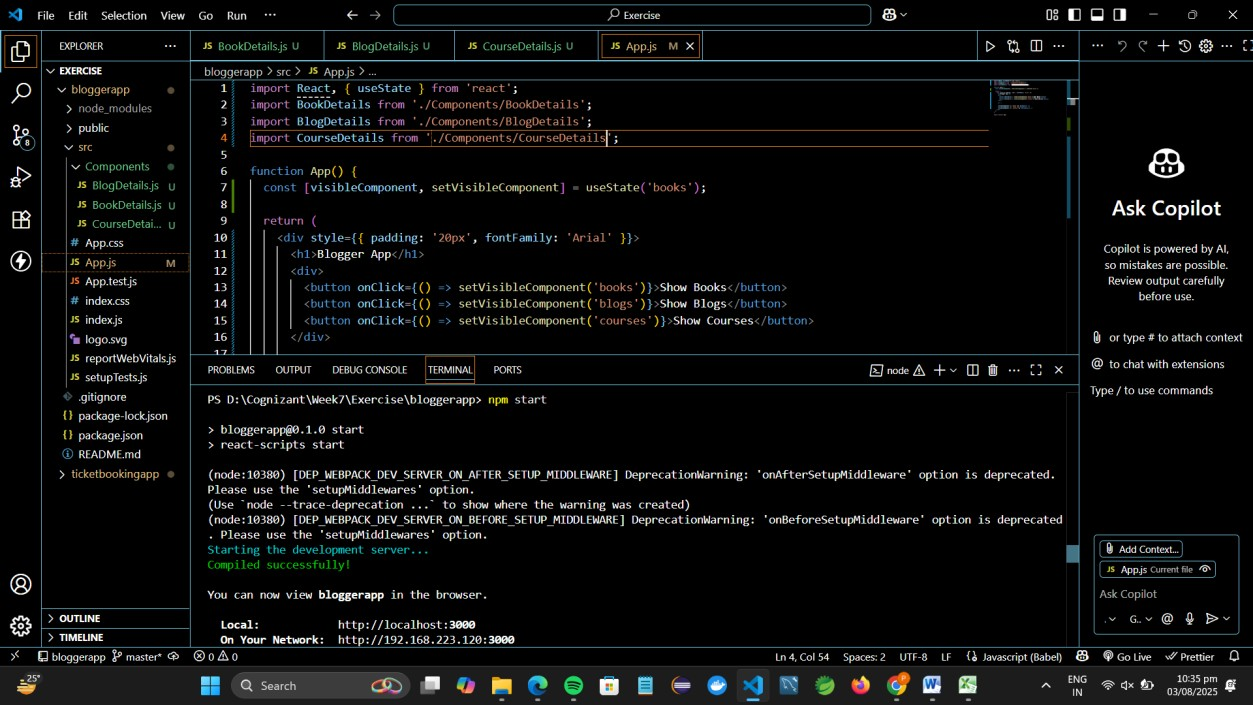 File Edit Selection View Go Run ... Exercise
EXPLORER ...
EXERCISE
bloggerapp
node_modules
public
src
Components
JS BlogDetails.js U
JS BookDetails.js U
JS CourseDetai... U
# App.css
JS App.js M
JS App.test.js
# index.css
JS index.js
logo.svg
JS reportWebVitals.js
JS setupTests.js
.gitignore
{} package-lock.json
{} package.json
README.md
ticketbookingapp
OUTLINE
TIMELINE
8
JS BookDetails.js U JS BlogDetails.js U JS CourseDetails.js U JS App.js M
bloggerapp > src > JS App.js > ...
1 import React, { useState } from 'react';
2 import BookDetails from './Components/BookDetails';
3 import BlogDetails from './Components/BlogDetails';
4 import CourseDetails from './Components/CourseDetails';
5
6 function App() {
7 const [visibleComponent, setVisibleComponent] = useState('books');
8
9 return (
10 <div style={{ padding: '20px', fontFamily: 'Arial' }}>
11 <h1>Blogger App</h1>
12 <div>
13 <button onClick={() => setVisibleComponent('books')}>Show Books</button>
14 <button onClick={() => setVisibleComponent('blogs')}>Show Blogs</button>
15 <button onClick={() => setVisibleComponent('courses')}>Show Courses</button>
16 </div>
17
PROBLEMS OUTPUT DEBUG CONSOLE TERMINAL PORTS node
PS D:\Cognizant\Week7\Exercise\bloggerapp> npm start
> bloggerapp@0.1.0 start
> react-scripts start
(node:10380) [DEP_WEBPACK_DEV_SERVER_ON_AFTER_SETUP_MIDDLEWARE] DeprecationWarning: 'onAfterSetupMiddleware' option is deprecated.
Please use the 'setupMiddlewares' option.
(Use `node --trace-deprecation ...` to show where the warning was created)
(node:10380) [DEP_WEBPACK_DEV_SERVER_ON_BEFORE_SETUP_MIDDLEWARE] DeprecationWarning: 'onBeforeSetupMiddleware' option is deprecated
. Please use the 'setupMiddlewares' option.
Starting the development server...
Compiled successfully!
You can now view bloggerapp in the browser.
Local: http://localhost:3000
On Your Network: http://192.168.223.120:3000
Ask Copilot
Copilot is powered by AI,
so mistakes are possible.
Review output carefully
before use.
or type # to attach context
@ to chat with extensions
Type / to use commands
Add Context...
JS App.js Current file
Ask Copilot
G..
bloggerapp master* 0 0 Ln 4, Col 54 Spaces: 2 UTF-8 LF {} Javascript (Babel) Go Live Prettier
25° Search ENG
IN
10:35 pm
03/08/2025